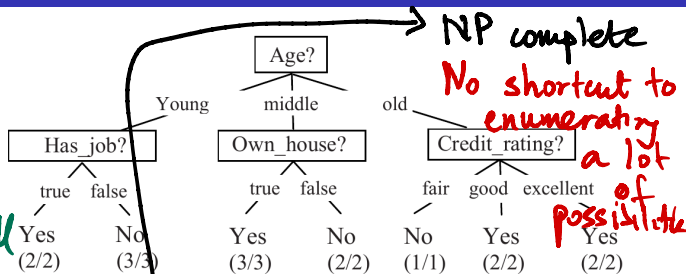 NP complete
Age?
No shortcut to
Young middle old
enumerating
Has_job? Own_house? Credit_rating?
a lot
true false true false fair good excellent
of
possibilities
Yes No Yes No No Yes Yes
(2/2) (3/3) (3/3) (2/2) (1/1) (2/2) (2/2)